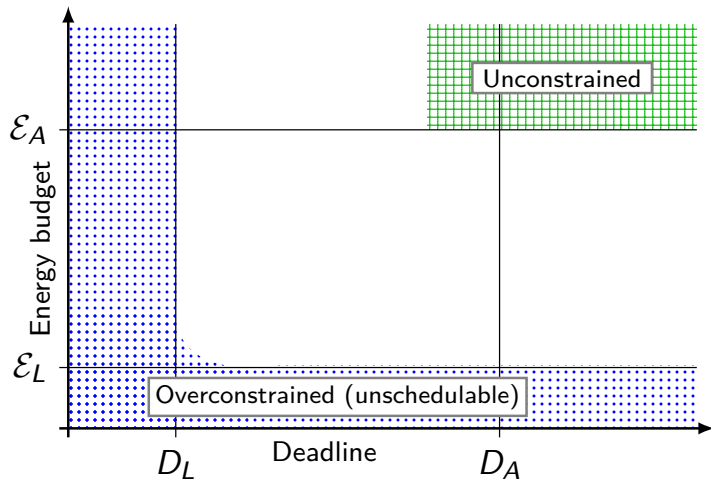 Unconstrained
ℰ_A
Energy budget
ℰ_L
Overconstrained (unschedulable)
Deadline
D_L
D_A